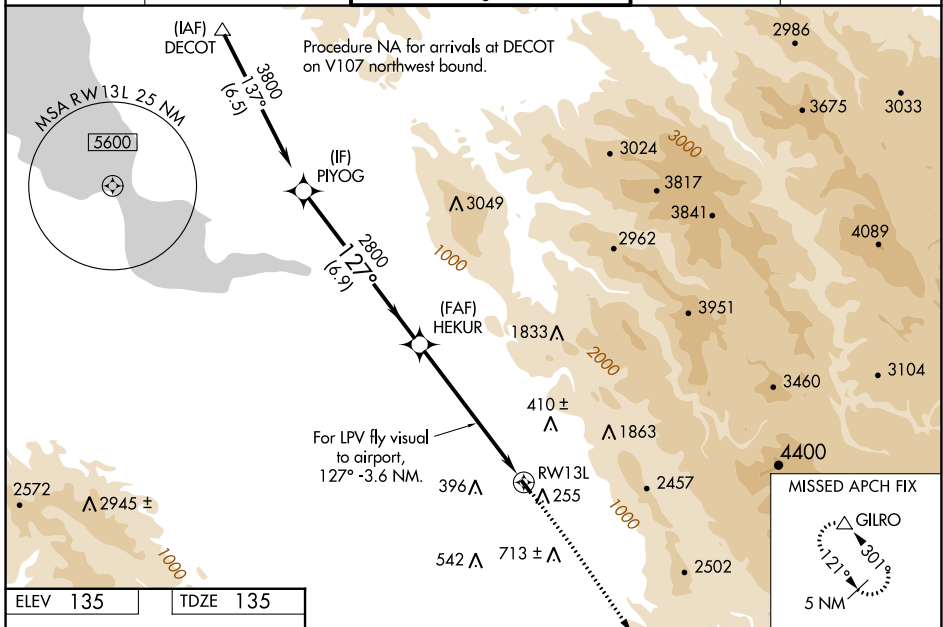 (IAF)
DECOT
Procedure NA for arrivals at DECOT
on V107 northwest bound.
2986
3800
137°
(6.5)
MSA RW 13L 25 NM
5600
3675
3033
3024
3000
(IF)
PIYOG
3817
3049
3841
2962
4089
1000
2800
127°
(6.9)
(FAF)
HEKUR
3951
1833
2000
3104
3460
410 ±
1863
For LPV fly visual
to airport,
127° -3.6 NM.
4400
RW13L
396
255
2457
1000
MISSED APCH FIX
GILRO
301°
121°
5 NM
2572
2945 ±
1000
542
713 ±
2502
ELEV 135
TDZE 135